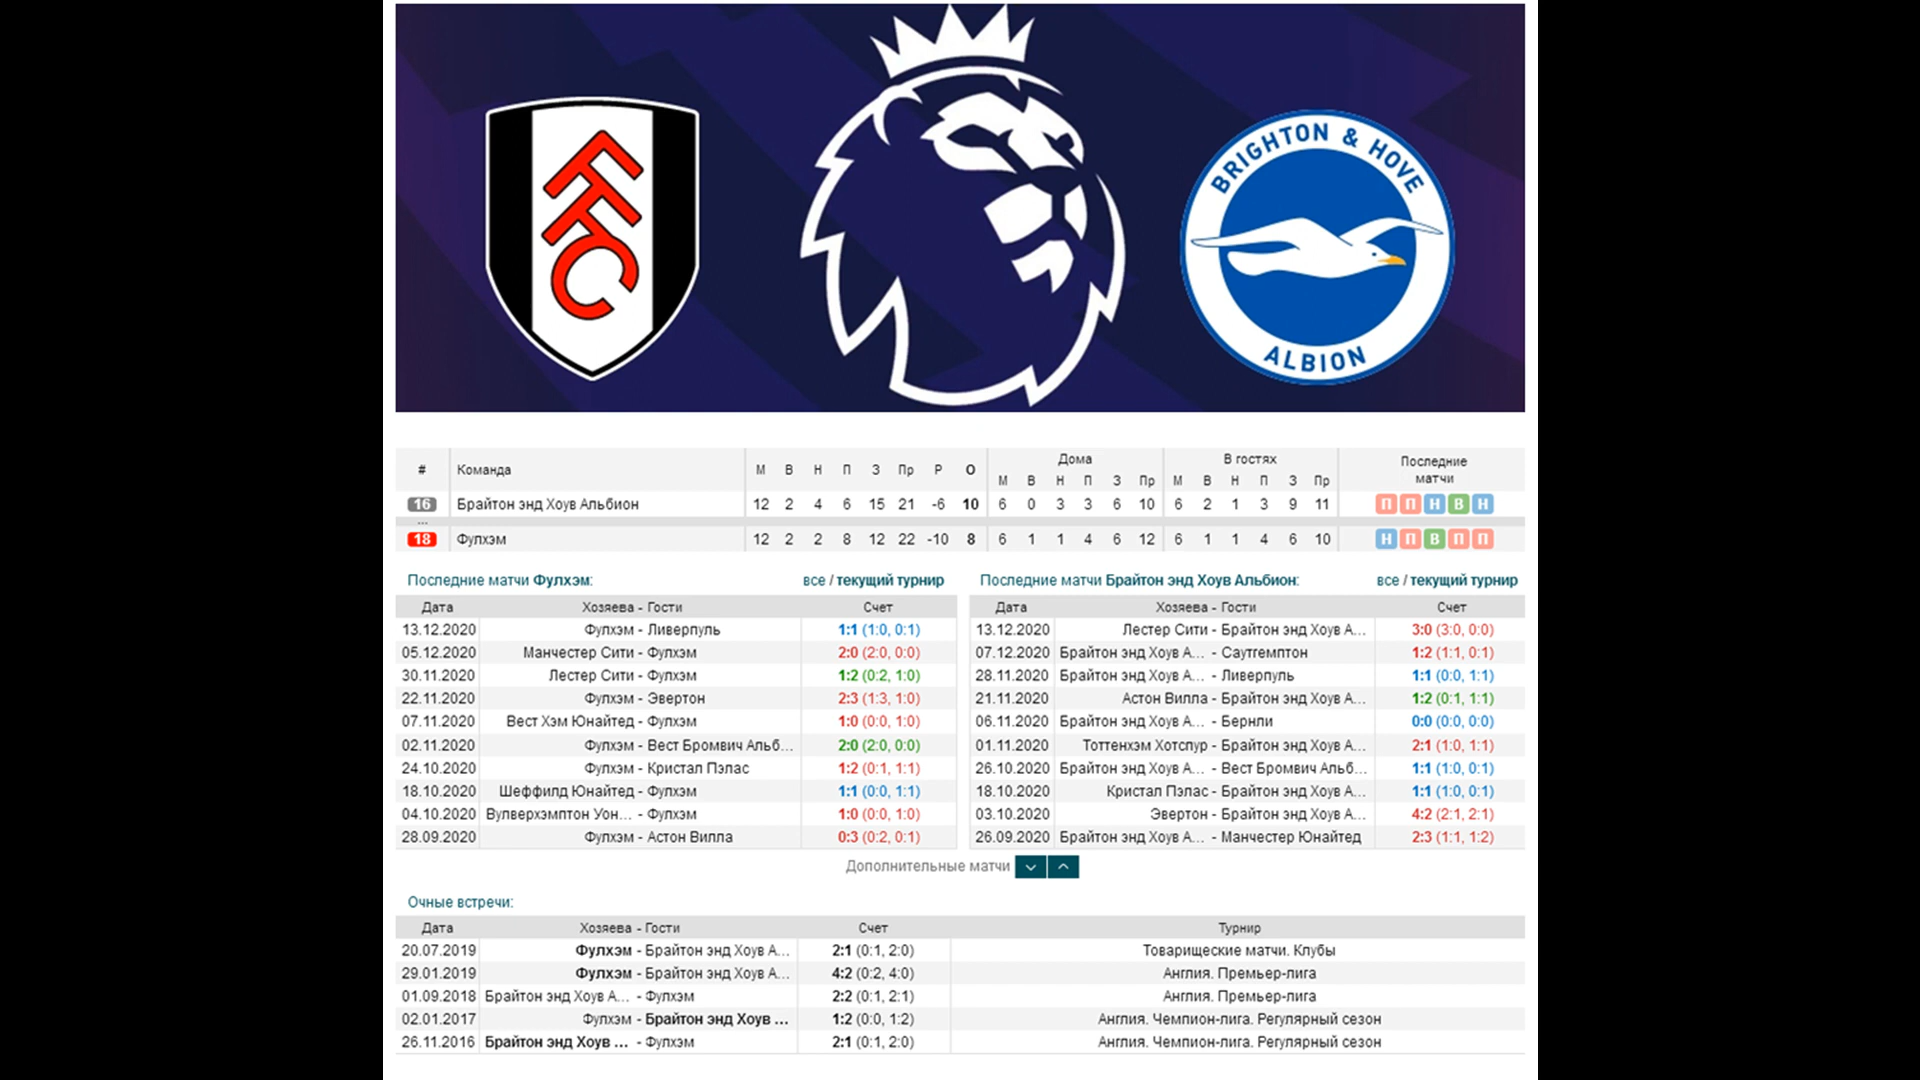 FFC
BRIGHTON & HOVE
ALBION
# Команда М В Н П З Пр Р О Дома М В Н П З Пр В гостях М В Н П З Пр Последние матчи
16 Брайтон энд Хоув Альбион 12 2 4 6 15 21 -6 10 6 0 3 3 6 10 6 2 1 3 9 11 П П Н В Н
...
18 Фулхэм 12 2 2 8 12 22 -10 8 6 1 1 4 6 12 6 1 1 4 6 10 Н П В П П
Последние матчи Фулхэм: все / текущий турнир
Дата Хозяева - Гости Счет
13.12.2020 Фулхэм - Ливерпуль 1:1 (1:0, 0:1)
05.12.2020 Манчестер Сити - Фулхэм 2:0 (2:0, 0:0)
30.11.2020 Лестер Сити - Фулхэм 1:2 (0:2, 1:0)
22.11.2020 Фулхэм - Эвертон 2:3 (1:3, 1:0)
07.11.2020 Вест Хэм Юнайтед - Фулхэм 1:0 (0:0, 1:0)
02.11.2020 Фулхэм - Вест Бромвич Альб... 2:0 (2:0, 0:0)
24.10.2020 Фулхэм - Кристал Пэлас 1:2 (0:1, 1:1)
18.10.2020 Шеффилд Юнайтед - Фулхэм 1:1 (0:0, 1:1)
04.10.2020 Вулверхэмптон Уон... - Фулхэм 1:0 (0:0, 1:0)
28.09.2020 Фулхэм - Астон Вилла 0:3 (0:2, 0:1)
Последние матчи Брайтон энд Хоув Альбион: все / текущий турнир
Дата Хозяева - Гости Счет
13.12.2020 Лестер Сити - Брайтон энд Хоув А... 3:0 (3:0, 0:0)
07.12.2020 Брайтон энд Хоув А... - Саутгемптон 1:2 (1:1, 0:1)
28.11.2020 Брайтон энд Хоув А... - Ливерпуль 1:1 (0:0, 1:1)
21.11.2020 Астон Вилла - Брайтон энд Хоув А... 1:2 (0:1, 1:1)
06.11.2020 Брайтон энд Хоув А... - Бернли 0:0 (0:0, 0:0)
01.11.2020 Тоттенхэм Хотспур - Брайтон энд Хоув А... 2:1 (1:0, 1:1)
26.10.2020 Брайтон энд Хоув А... - Вест Бромвич Альб... 1:1 (1:0, 0:1)
18.10.2020 Кристал Пэлас - Брайтон энд Хоув А... 1:1 (1:0, 0:1)
03.10.2020 Эвертон - Брайтон энд Хоув А... 4:2 (2:1, 2:1)
26.09.2020 Брайтон энд Хоув А... - Манчестер Юнайтед 2:3 (1:1, 1:2)
Дополнительные матчи
Очные встречи:
Дата Хозяева - Гости Счет Турнир
20.07.2019 Фулхэм - Брайтон энд Хоув А... 2:1 (0:1, 2:0) Товарищеские матчи. Клубы
29.01.2019 Фулхэм - Брайтон энд Хоув А... 4:2 (0:2, 4:0) Англия. Премьер-лига
01.09.2018 Брайтон энд Хоув А... - Фулхэм 2:2 (0:1, 2:1) Англия. Премьер-лига
02.01.2017 Фулхэм - Брайтон энд Хоув ... 1:2 (0:0, 1:2) Англия. Чемпион-лига. Регулярный сезон
26.11.2016 Брайтон энд Хоув ... - Фулхэм 2:1 (0:1, 2:0) Англия. Чемпион-лига. Регулярный сезон